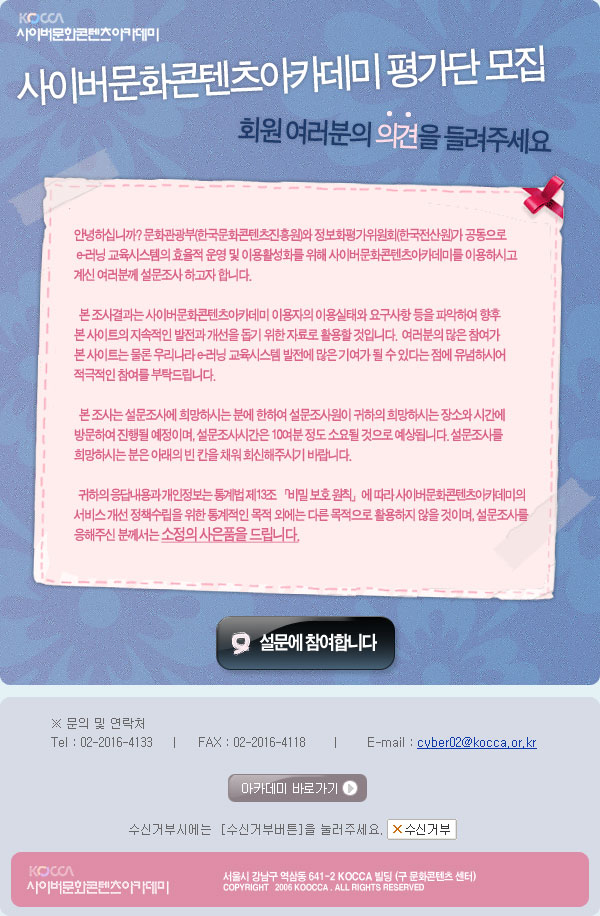 KOCCA
사이버문화콘텐츠아카데미
사이버문화콘텐츠아카데미 평가단 모집
회원 여러분의 의견을 들려주세요
안녕하십니까? 문화관광부(한국문화콘텐츠진흥원)와 정보화평가위원회(한국전산원)가 공동으로
e-러닝 교육시스템의 효율적 운영 및 이용활성화를 위해 사이버문화콘텐츠아카데미를 이용하시고
계신 여러분께 설문조사 하고자 합니다.
본 조사결과는 사이버문화콘텐츠아카데미 이용자의 이용실태와 요구사항 등을 파악하여 향후
본 사이트의 지속적인 발전과 개선을 돕기 위한 자료로 활용할 것입니다. 여러분의 많은 참여가
본 사이트는 물론 우리나라 e-러닝 교육시스템 발전에 많은 기여가 될 수 있다는 점에 유념하시어
적극적인 참여를 부탁드립니다.
본 조사는 설문조사에 희망하시는 분에 한하여 설문조사원이 귀하의 희망하시는 장소와 시간에
방문하여 진행될 예정이며, 설문조사시간은 10여분 정도 소요될 것으로 예상됩니다. 설문조사를
희망하시는 분은 아래의 빈 칸을 채워 회신해주시기 바랍니다.
귀하의 응답내용과 개인정보는 통계법 제13조 「비밀 보호 원칙」에 따라 사이버문화콘텐츠아카데미의
서비스 개선 정책수립을 위한 통계적인 목적 외에는 다른 목적으로 활용하지 않을 것이며, 설문조사를
응해주신 분께서는 소정의 사은품을 드립니다.
설문에 참여합니다
※ 문의 및 연락처
Tel : 02-2016-4133 | FAX : 02-2016-4118 | E-mail : cyber02@kocca.or.kr
아카데미 바로가기
수신거부시에는 [수신거부버튼]을 눌러주세요. ×수신거부
KOCCA
사이버문화콘텐츠아카데미
서울시 강남구 역삼동 641-2 KOCCA 빌딩 (구 문화콘텐츠 센터)
COPYRIGHT 2006 KOOCCA . ALL RIGHTS RESERVED